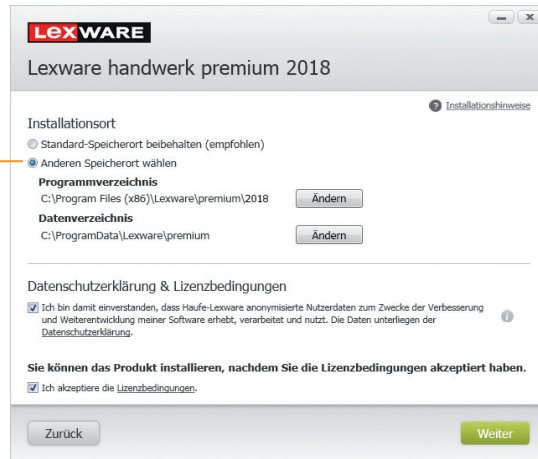 LEXWARE
Lexware handwerk premium 2018
Installationshinweise
Installationsort
Standard-Speicherort beibehalten (empfohlen)
Anderen Speicherort wählen
Programmverzeichnis
C:\Program Files (x86)\Lexware\premium\2018 Ändern
Datenverzeichnis
C:\ProgramData\Lexware\premium Ändern
Datenschutzerklärung & Lizenzbedingungen
Ich bin damit einverstanden, dass Haufe-Lexware anonymisierte Nutzerdaten zum Zwecke der Verbesserung
und Weiterentwicklung meiner Software erhebt, verarbeitet und nutzt. Die Daten unterliegen der
Datenschutzerklärung.
Sie können das Produkt installieren, nachdem Sie die Lizenzbedingungen akzeptiert haben.
Ich akzeptiere die Lizenzbedingungen.
Zurück Weiter